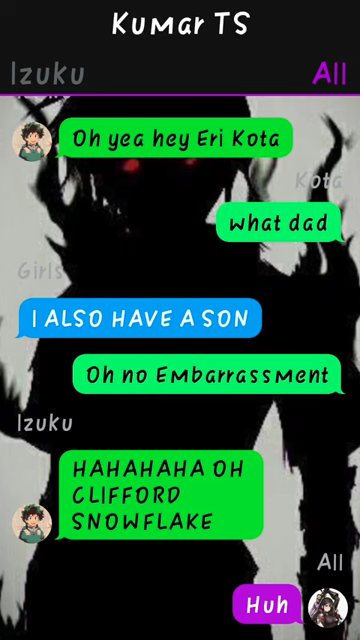 Kumar TS
Izuku
All
Oh yea hey Eri Kota
Kota
what dad
Girls
I ALSO HAVE A SON
Oh no Embarrassment
Izuku
HAHAHAHA OH
CLIFFORD
SNOWFLAKE
All
Huh